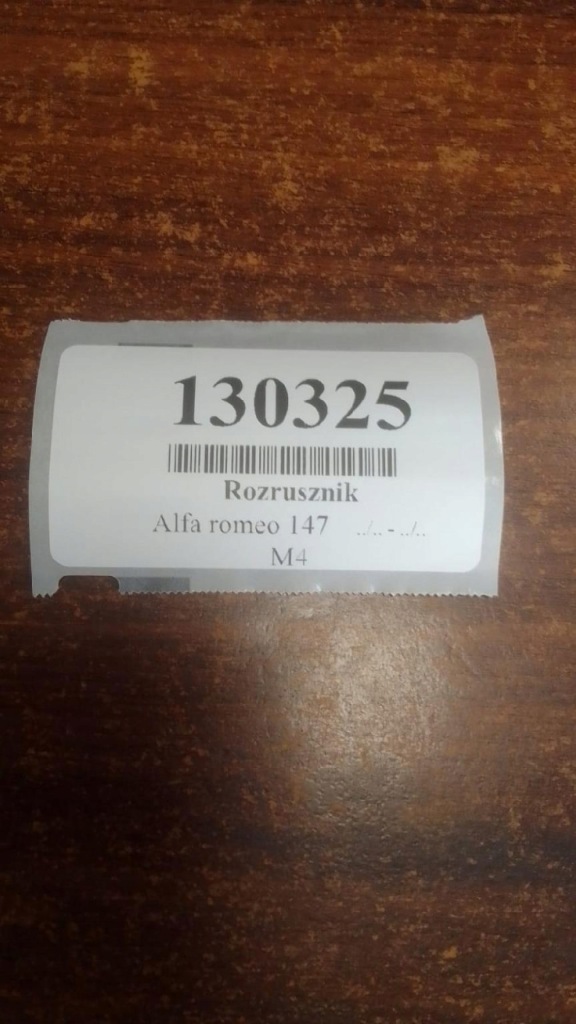 130325
Rozrusznik
Alfa romeo 147 ../.. - ../..
M4